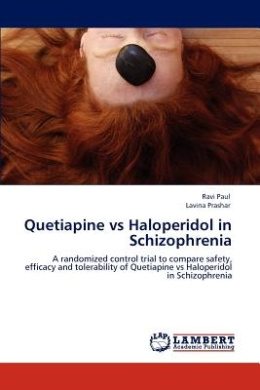 Ravi Paul
Lavina Prashar
Quetiapine vs Haloperidol in
Schizophrenia
A randomized control trial to compare safety,
efficacy and tolerability of Quetiapine vs Haloperidol
in Schizophrenia
LAP LAMBERT
Academic Publishing